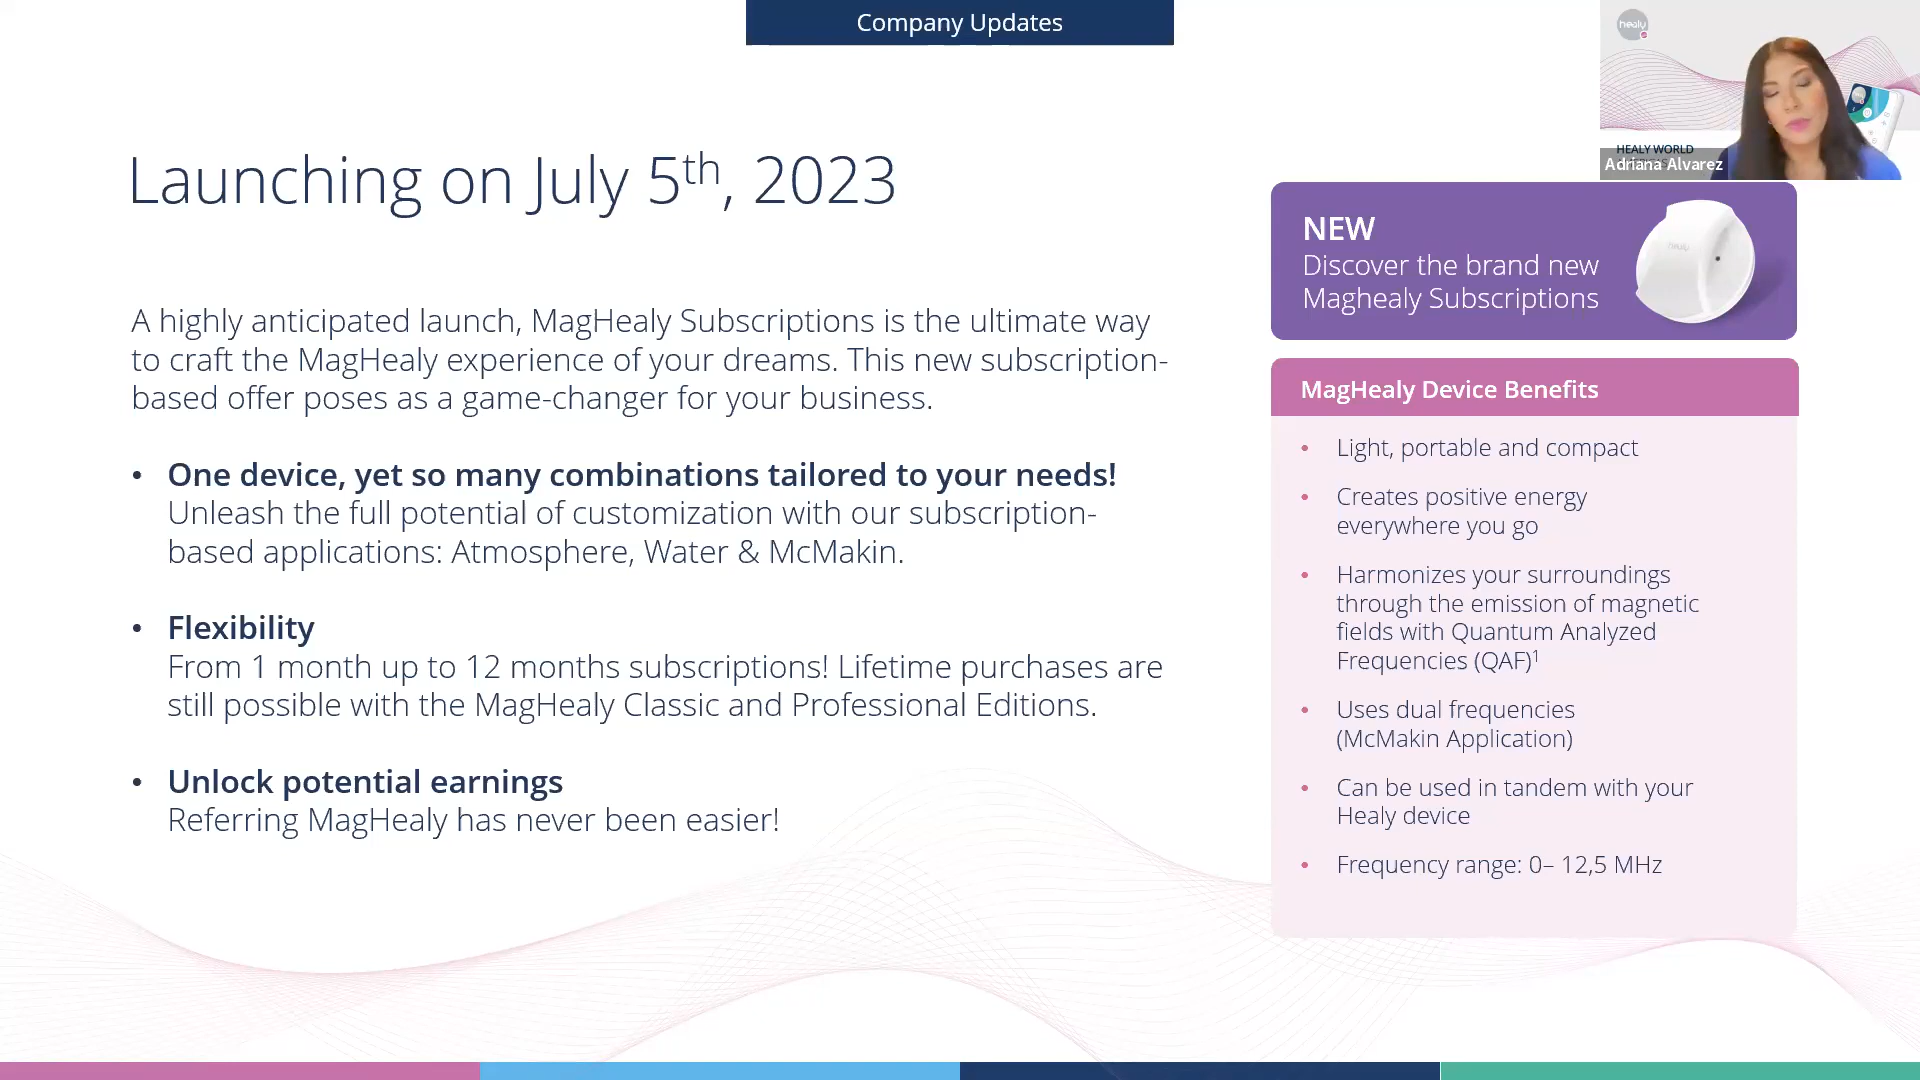 Company Updates
healy
HEALY WORLD
Adriana Alvarez
Launching on July 5th, 2023
A highly anticipated launch, MagHealy Subscriptions is the ultimate way
to craft the MagHealy experience of your dreams. This new subscription-
based offer poses as a game-changer for your business.
• One device, yet so many combinations tailored to your needs!
Unleash the full potential of customization with our subscription-
based applications: Atmosphere, Water & McMakin.
• Flexibility
From 1 month up to 12 months subscriptions! Lifetime purchases are
still possible with the MagHealy Classic and Professional Editions.
• Unlock potential earnings
Referring MagHealy has never been easier!
NEW
Discover the brand new
Maghealy Subscriptions
healy
MagHealy Device Benefits
• Light, portable and compact
• Creates positive energy
everywhere you go
• Harmonizes your surroundings
through the emission of magnetic
fields with Quantum Analyzed
Frequencies (QAF)¹
• Uses dual frequencies
(McMakin Application)
• Can be used in tandem with your
Healy device
• Frequency range: 0– 12,5 MHz